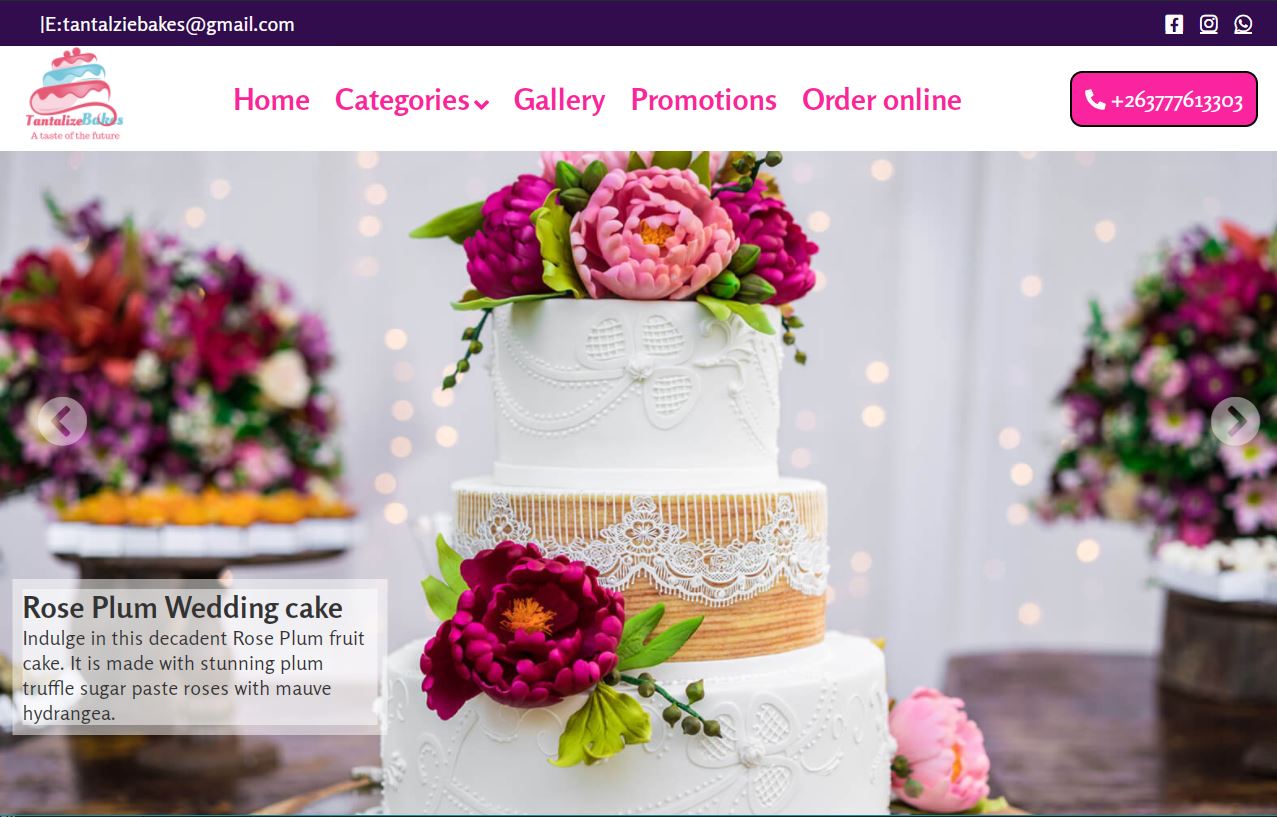 |E:tantalziebakes@gmail.com
TantalizeBakes
A taste of the future
Home Categories Gallery Promotions Order online
+263777613303
Rose Plum Wedding cake
Indulge in this decadent Rose Plum fruit
cake. It is made with stunning plum
truffle sugar paste roses with mauve
hydrangea.